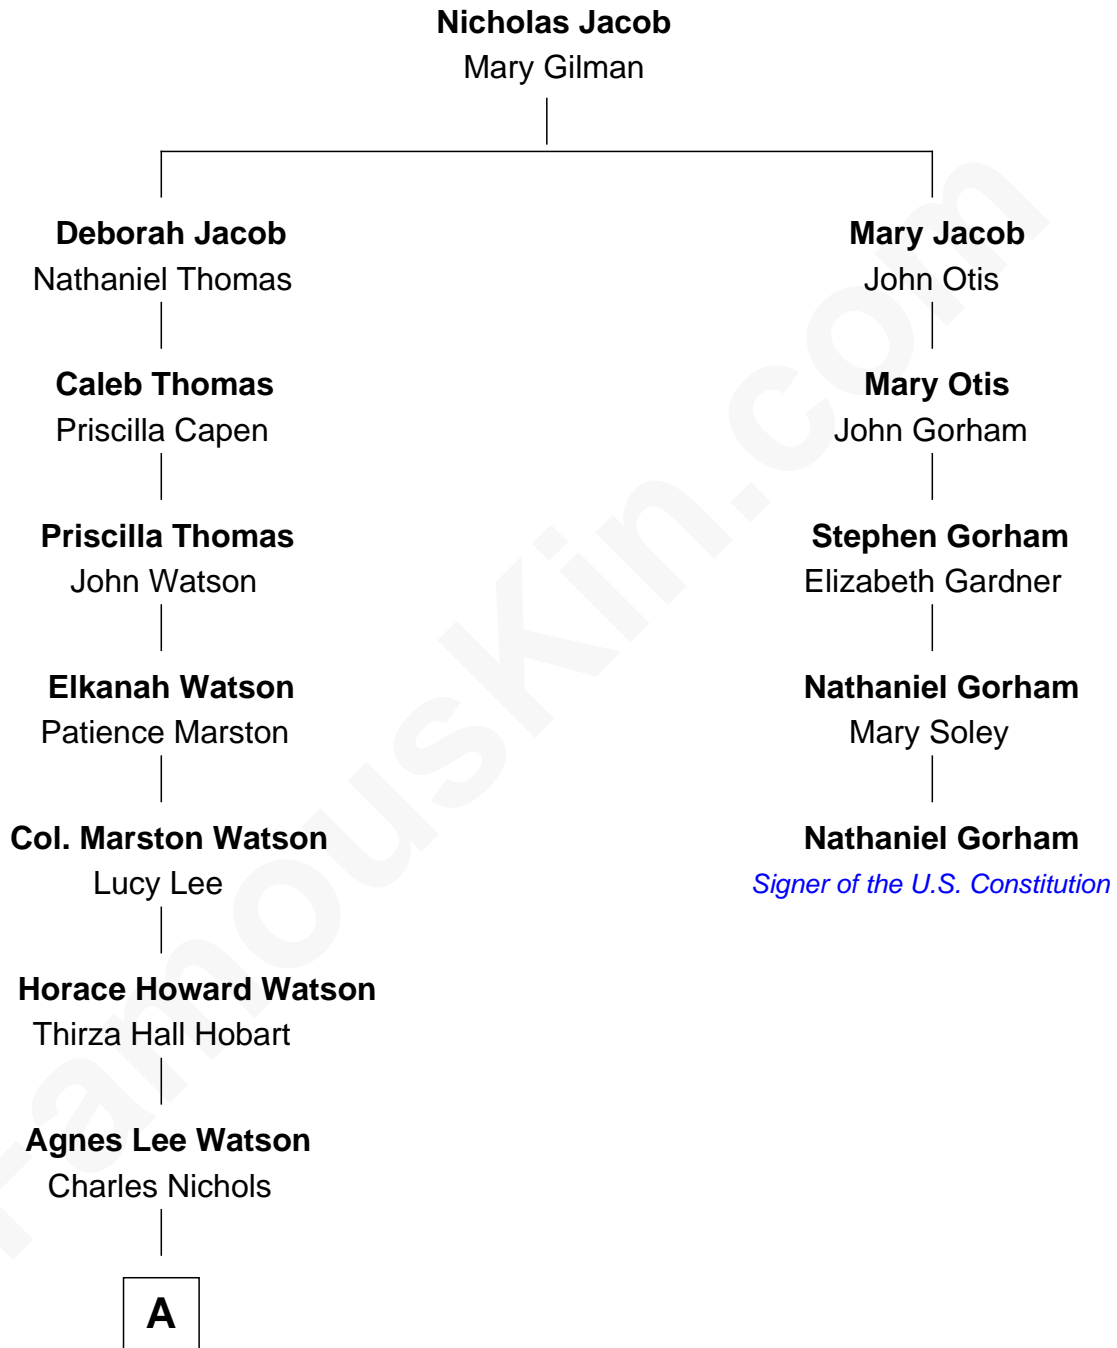 Nicholas Jacob
Mary Gilman
Deborah Jacob
Nathaniel Thomas
Mary Jacob
John Otis
Caleb Thomas
Priscilla Capen
Mary Otis
John Gorham
Priscilla Thomas
John Watson
Stephen Gorham
Elizabeth Gardner
Elkanah Watson
Patience Marston
Nathaniel Gorham
Mary Soley
Col. Marston Watson
Lucy Lee
Nathaniel Gorham
Signer of the U.S. Constitution
Horace Howard Watson
Thirza Hall Hobart
Agnes Lee Watson
Charles Nichols
A
FamousKin.com